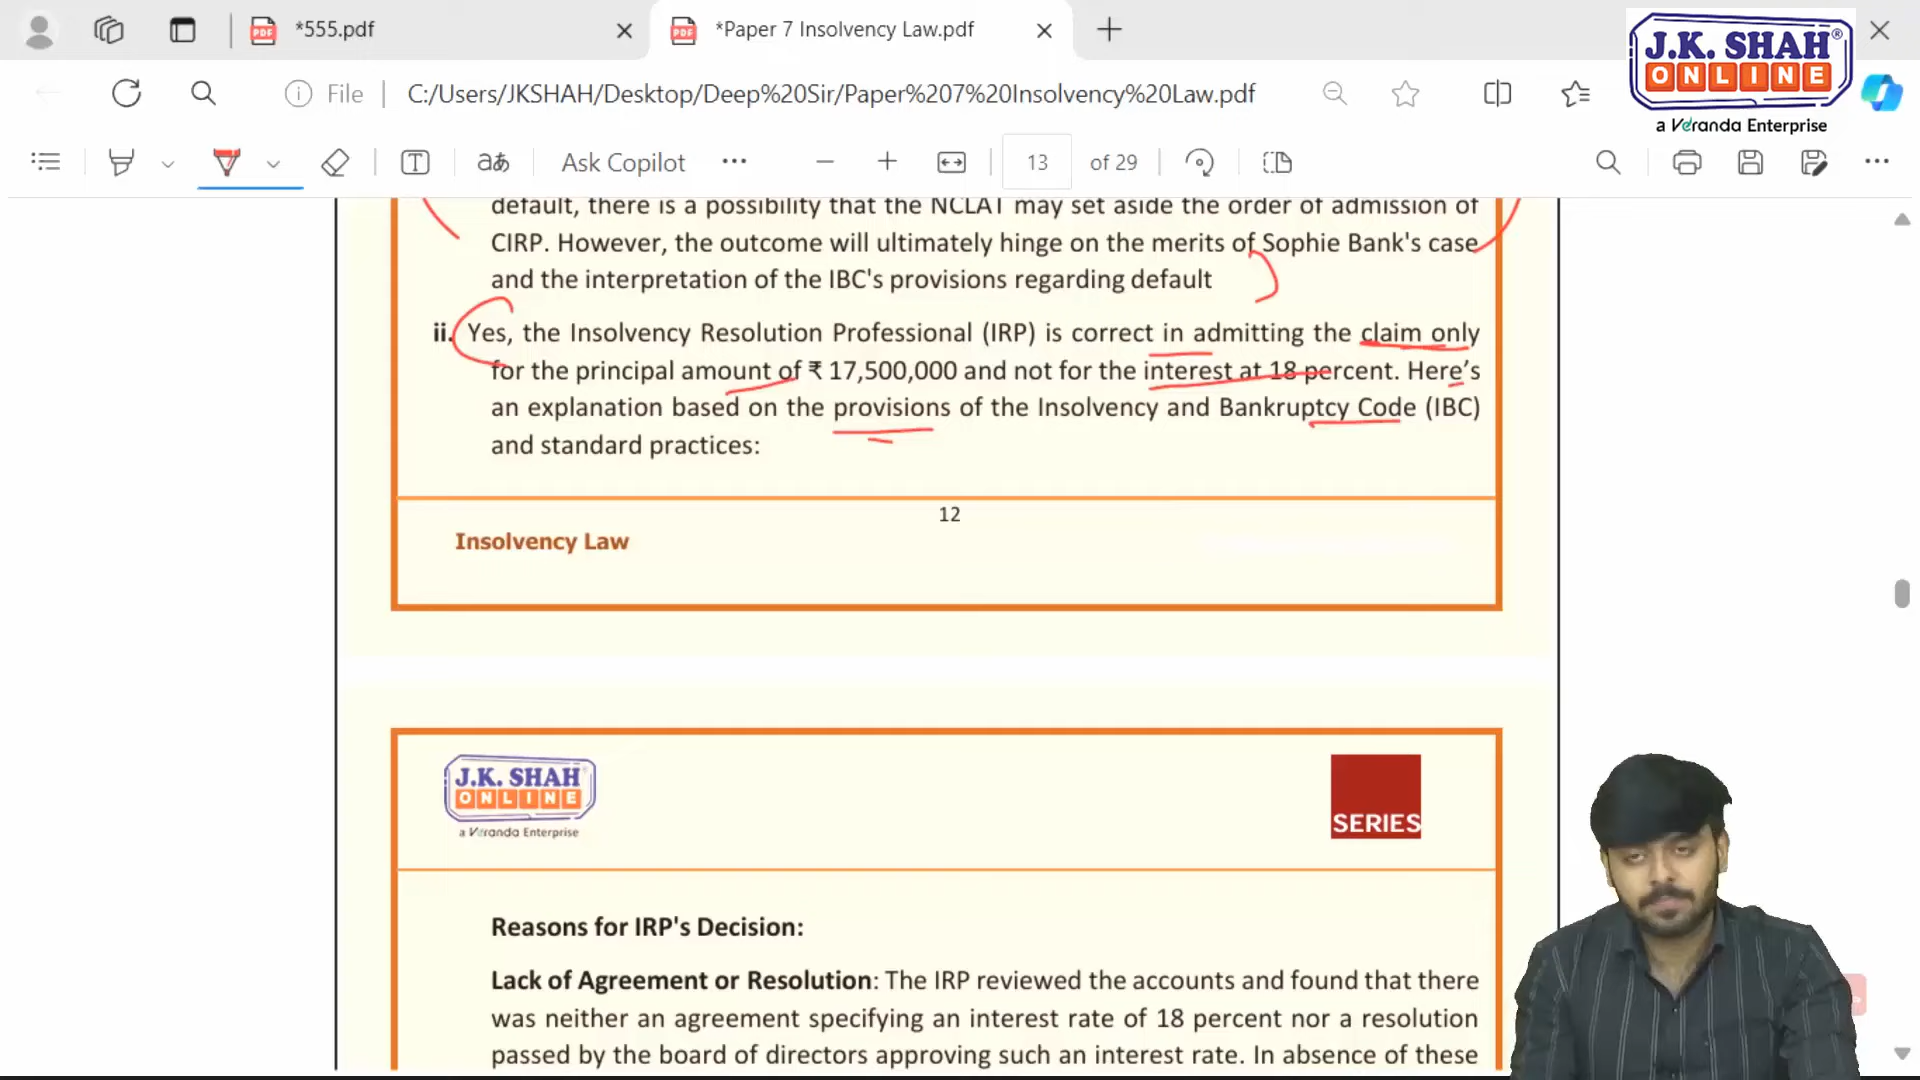 *555.pdf
*Paper 7 Insolvency Law.pdf
J.K. SHAH®
ONLINE
a Veranda Enterprise
File
C:/Users/JKSHAH/Desktop/Deep%20Sir/Paper%207%20Insolvency%20Law.pdf
aあ
Ask Copilot
13 of 29
default, there is a possibility that the NCLAT may set aside the order of admission of
CIRP. However, the outcome will ultimately hinge on the merits of Sophie Bank's case
and the interpretation of the IBC's provisions regarding default
ii. Yes, the Insolvency Resolution Professional (IRP) is correct in admitting the claim only
for the principal amount of ₹ 17,500,000 and not for the interest at 18 percent. Here's
an explanation based on the provisions of the Insolvency and Bankruptcy Code (IBC)
and standard practices:
12
Insolvency Law
J.K. SHAH
ONLINE
a Veranda Enterprise
SERIES
Reasons for IRP's Decision:
Lack of Agreement or Resolution: The IRP reviewed the accounts and found that there
was neither an agreement specifying an interest rate of 18 percent nor a resolution
passed by the board of directors approving such an interest rate. In absence of these